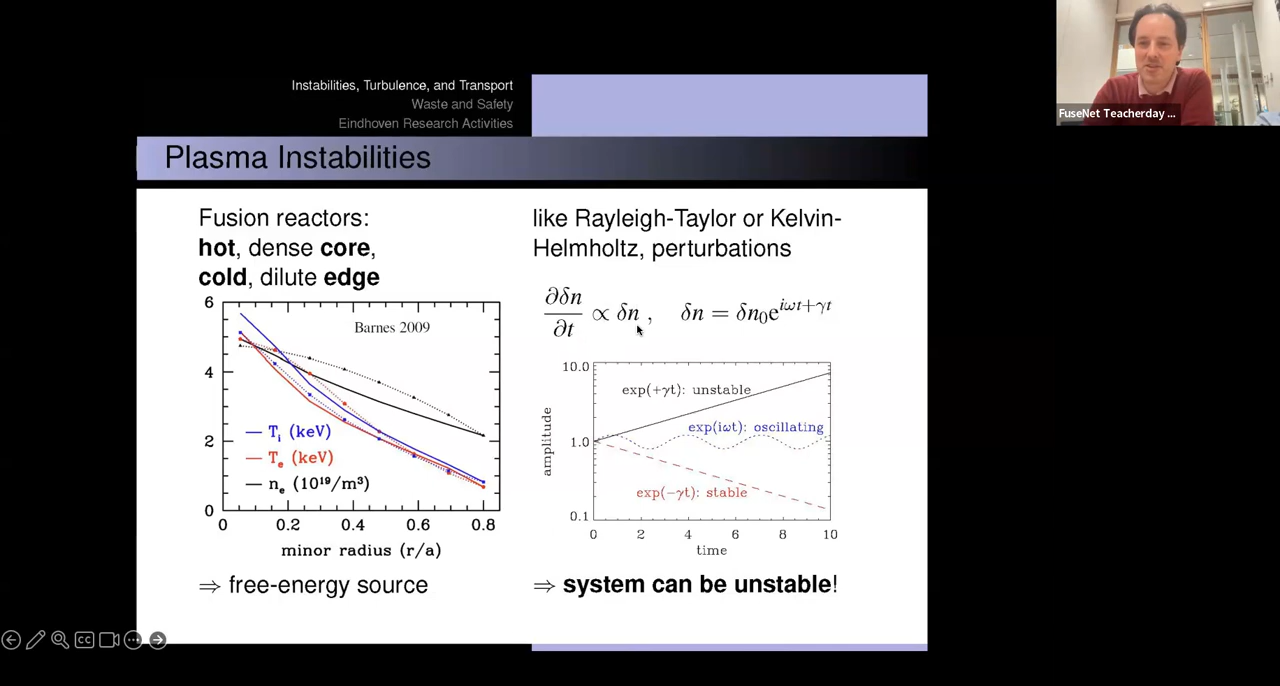 Instabilities, Turbulence, and Transport
Waste and Safety
Eindhoven Research Activities
FuseNet Teacherday ...
Plasma Instabilities
Fusion reactors:
hot, dense core,
cold, dilute edge
6
4
2
0
Barnes 2009
T_i (keV)
T_e (keV)
n_e (10¹⁹/m³)
0 0.2 0.4 0.6 0.8
minor radius (r/a)
⇒ free-energy source
like Rayleigh-Taylor or Kelvin-
Helmholtz, perturbations
∂δn/∂t ∝ δn , δn = δn₀e^{iωt+γt}
10.0
1.0
0.1
amplitude
exp(+γt): unstable
exp(iωt): oscillating
exp(−γt): stable
0 2 4 6 8 10
time
⇒ system can be unstable!
CC